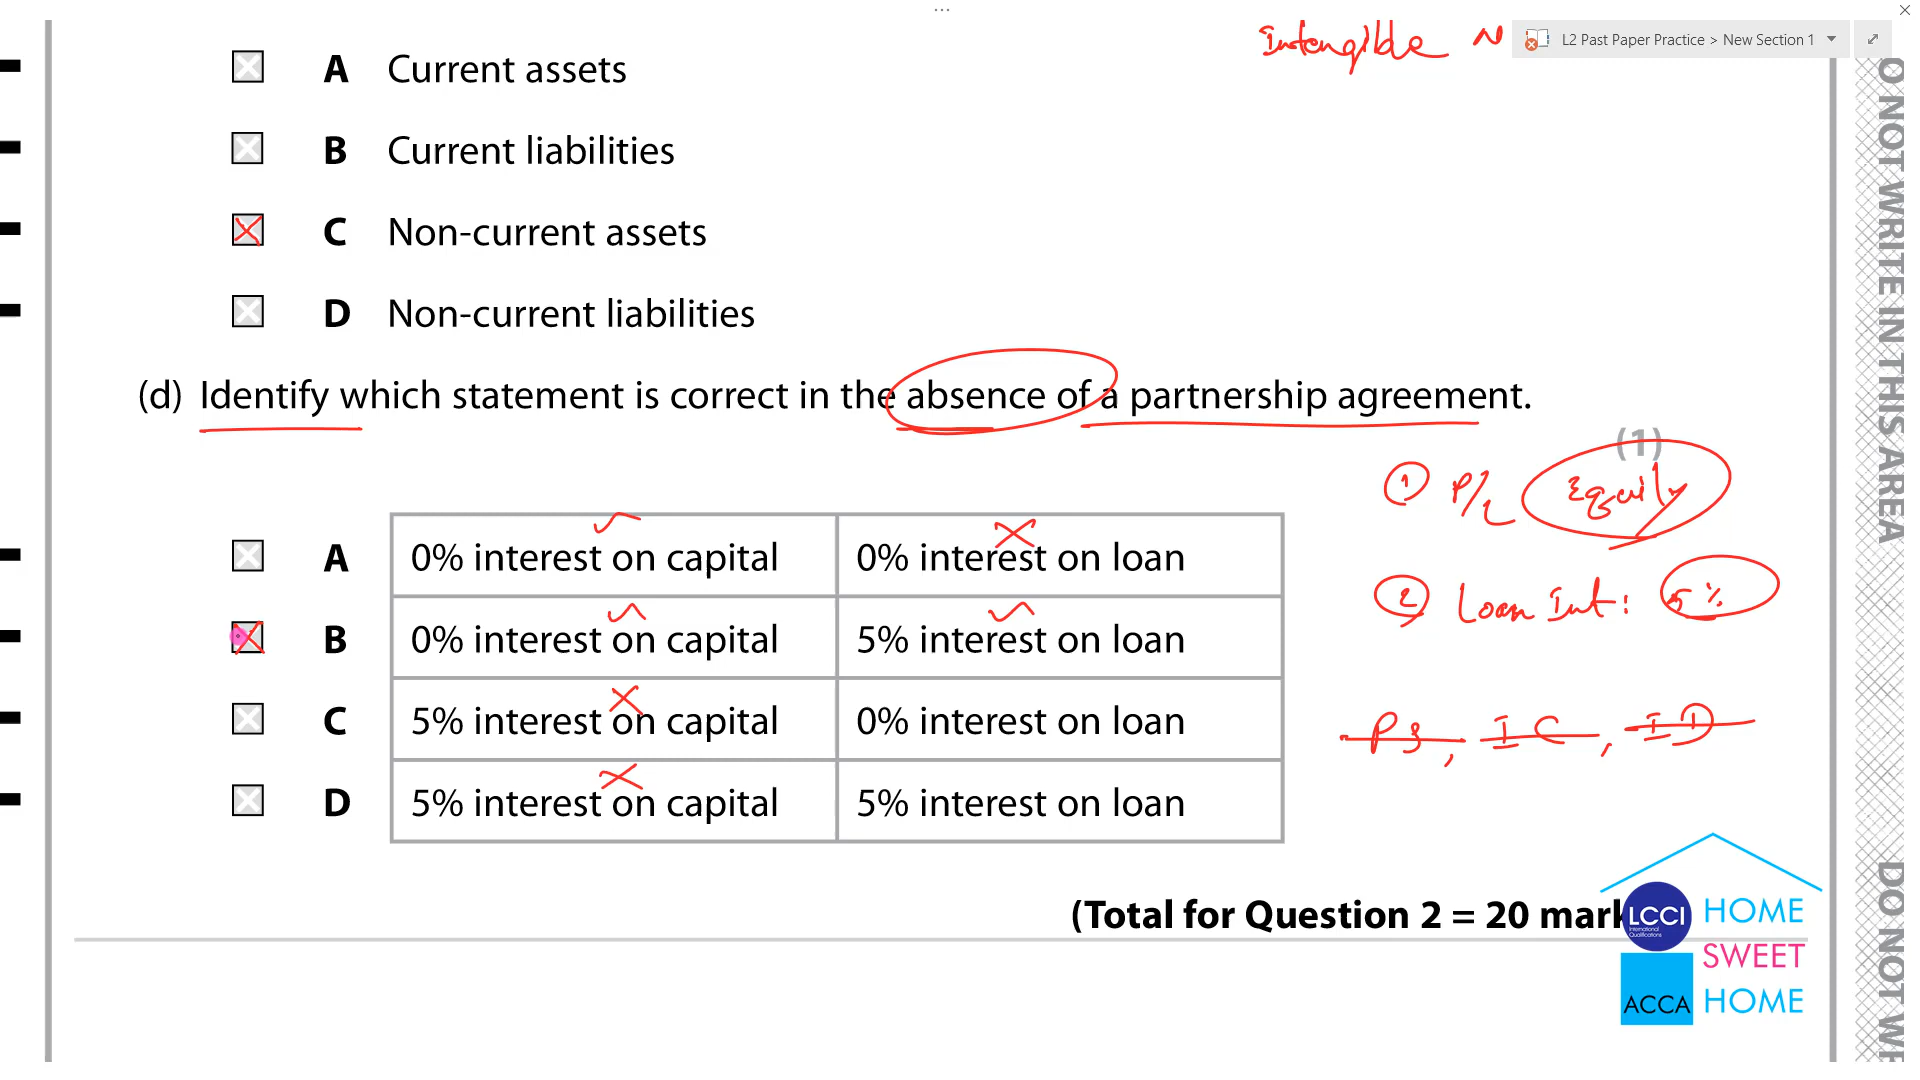 Intangible N
L2 Past Paper Practice > New Section 1
A Current assets
B Current liabilities
C Non-current assets
D Non-current liabilities
(d) Identify which statement is correct in the absence of a partnership agreement.
(1)
1 P/L Equily
2 Loan Int: 5%
A 0% interest on capital 0% interest on loan
B 0% interest on capital 5% interest on loan
C 5% interest on capital 0% interest on loan
D 5% interest on capital 5% interest on loan
PS, IC, ID
(Total for Question 2 = 20 mark
LCCI
International
Qualifications
ACCA
HOME
SWEET
HOME
O NOT WRITE IN THIS AREA
DO NOT WR